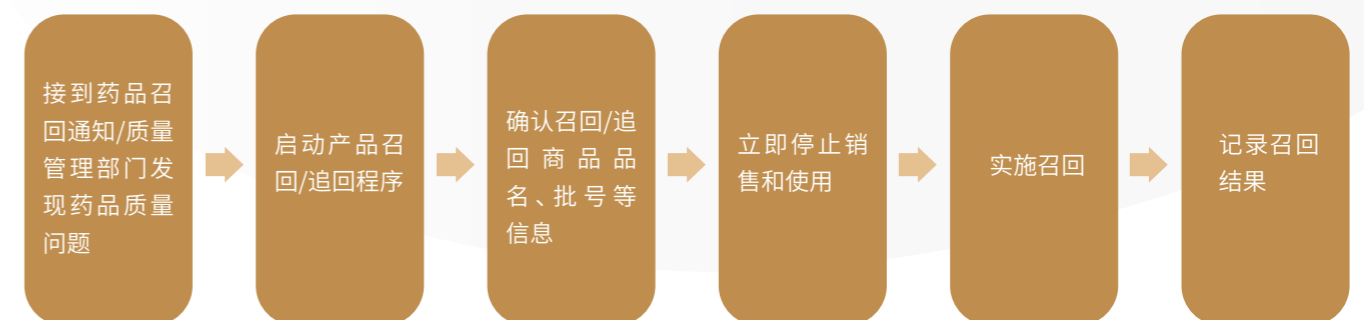 接到药品召
回通知/质量
管理部门发
现药品质量
问题
启动产品召
回/追回程序
确认召回/追
回商品品
名、批号等
信息
立即停止销
售和使用
实施召回
记录召回
结果